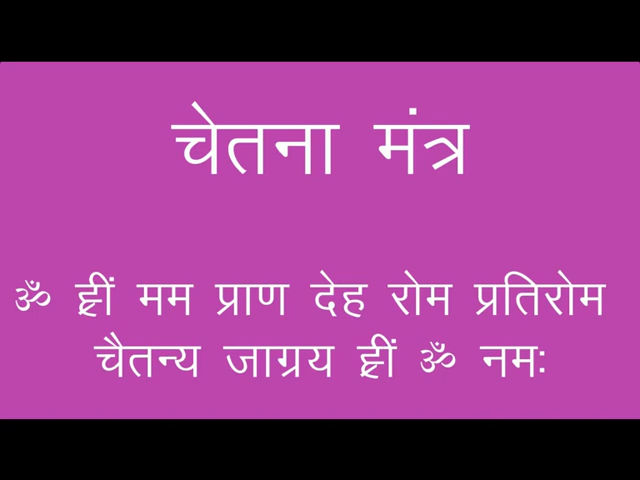 चेतना मंत्र
ॐ ह्रीं मम प्राण देह रोम प्रतिरोम
चैतन्य जाग्रय ह्रीं ॐ नमः